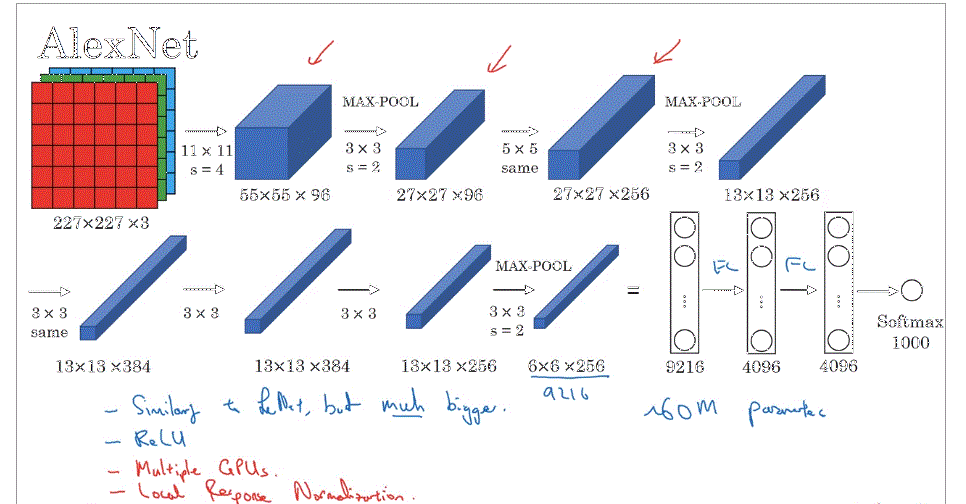 AlexNet
MAX-POOL
MAX-POOL
11 × 11
s = 4
3 × 3
s = 2
5 × 5
same
3 × 3
s = 2
227×227 ×3
55×55 × 96
27×27 ×96
27×27 ×256
13×13 ×256
MAX-POOL
FC
FC
=
3 × 3
same
3 × 3
3 × 3
3 × 3
s = 2
Softmax
1000
13×13 ×384
13×13 ×384
13×13 ×256
6×6 ×256
9216
4096
4096
9216
- Similarity to LeNet, but much bigger.
~60M parameter
- ReLU
- Multiple GPUs.
- Local Response Normalization.